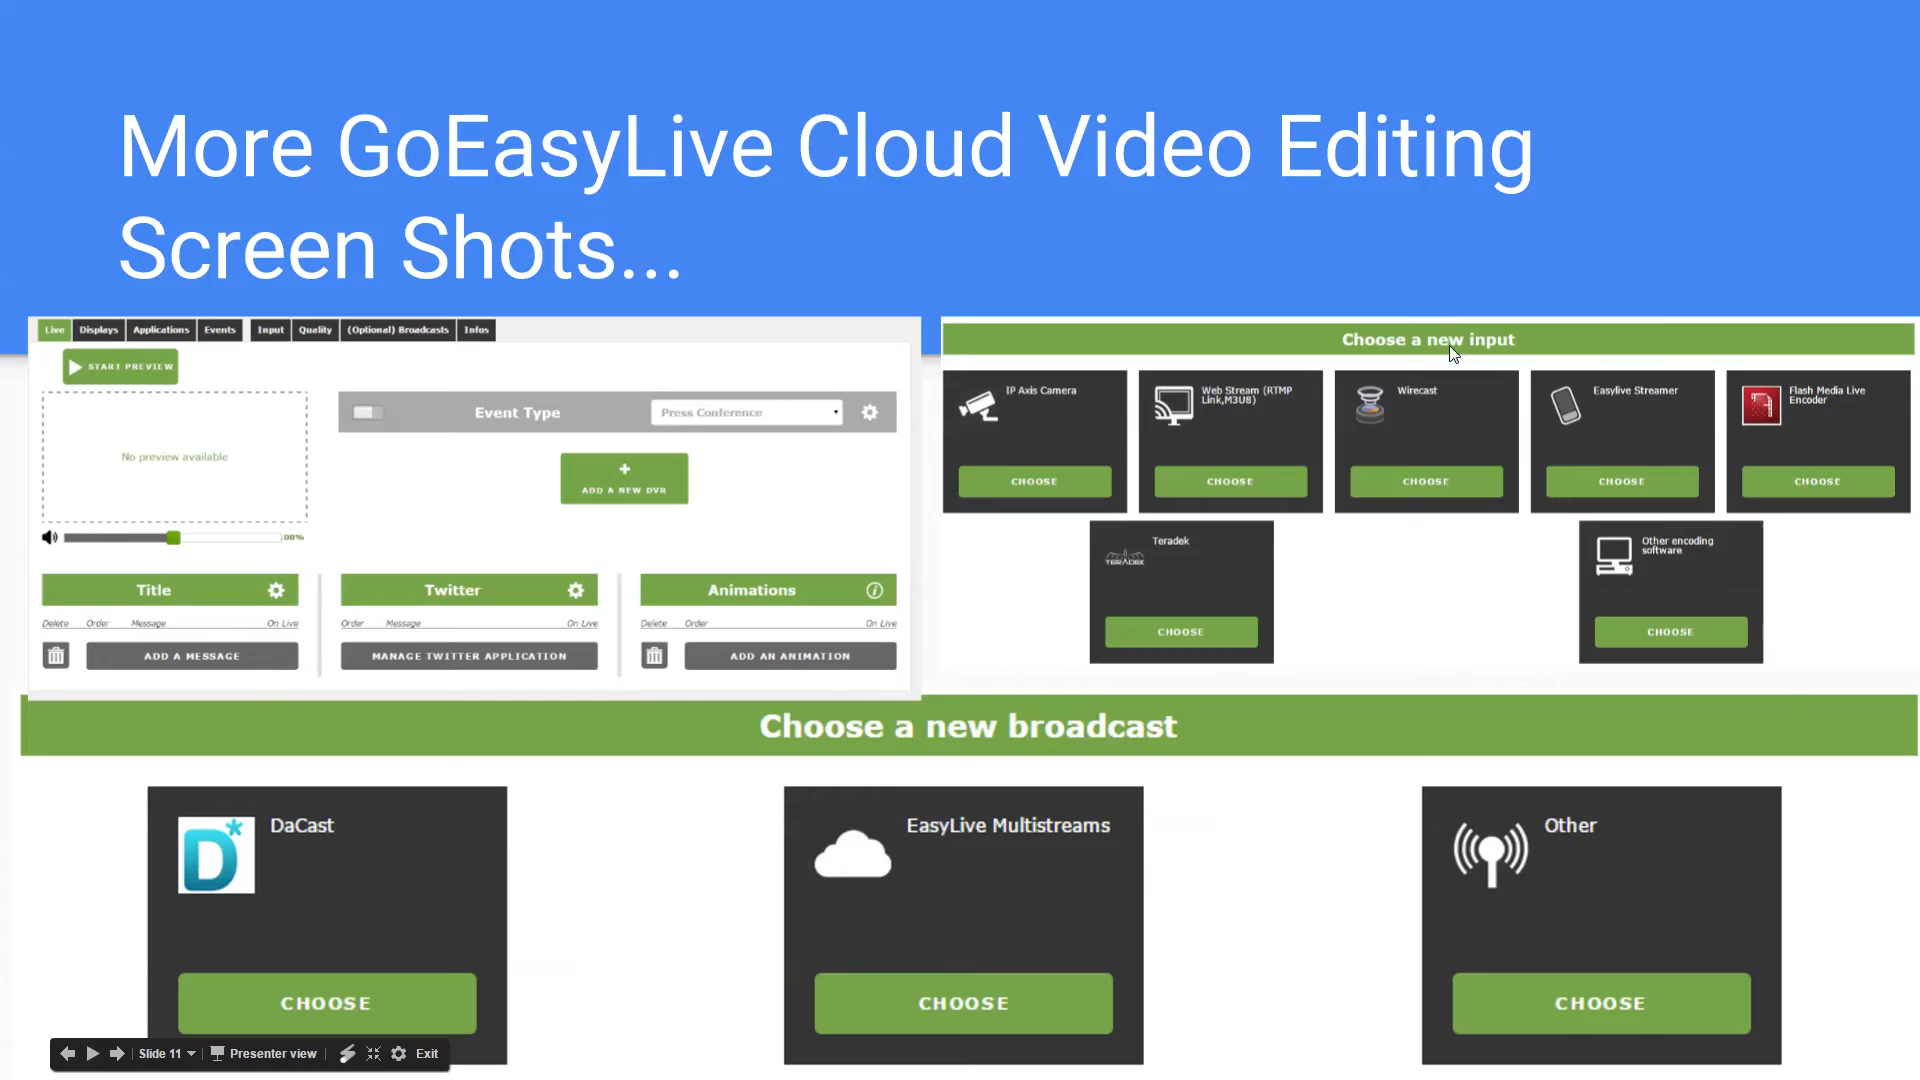 More GoEasyLive Cloud Video Editing
Screen Shots...
Live Displays Applications Events Input Quality (Optional) Broadcasts Infos
START PREVIEW
No preview available
Event Type
Press Conference
+
ADD A NEW DVR
00%
Title
Delete Order Message On Live
ADD A MESSAGE
Twitter
Order Message On Live
MANAGE TWITTER APPLICATION
Animations
Delete Order On Live
ADD AN ANIMATION
Choose a new input
IP Axis Camera
CHOOSE
Web Stream (RTMP
Link,M3U8)
CHOOSE
Wirecast
CHOOSE
Easylive Streamer
CHOOSE
Flash Media Live
Encoder
CHOOSE
Teradek
TERADEK
CHOOSE
Other encoding
software
CHOOSE
Choose a new broadcast
D*
DaCast
CHOOSE
EasyLive Multistreams
CHOOSE
Other
CHOOSE
Slide 11 Presenter view Exit